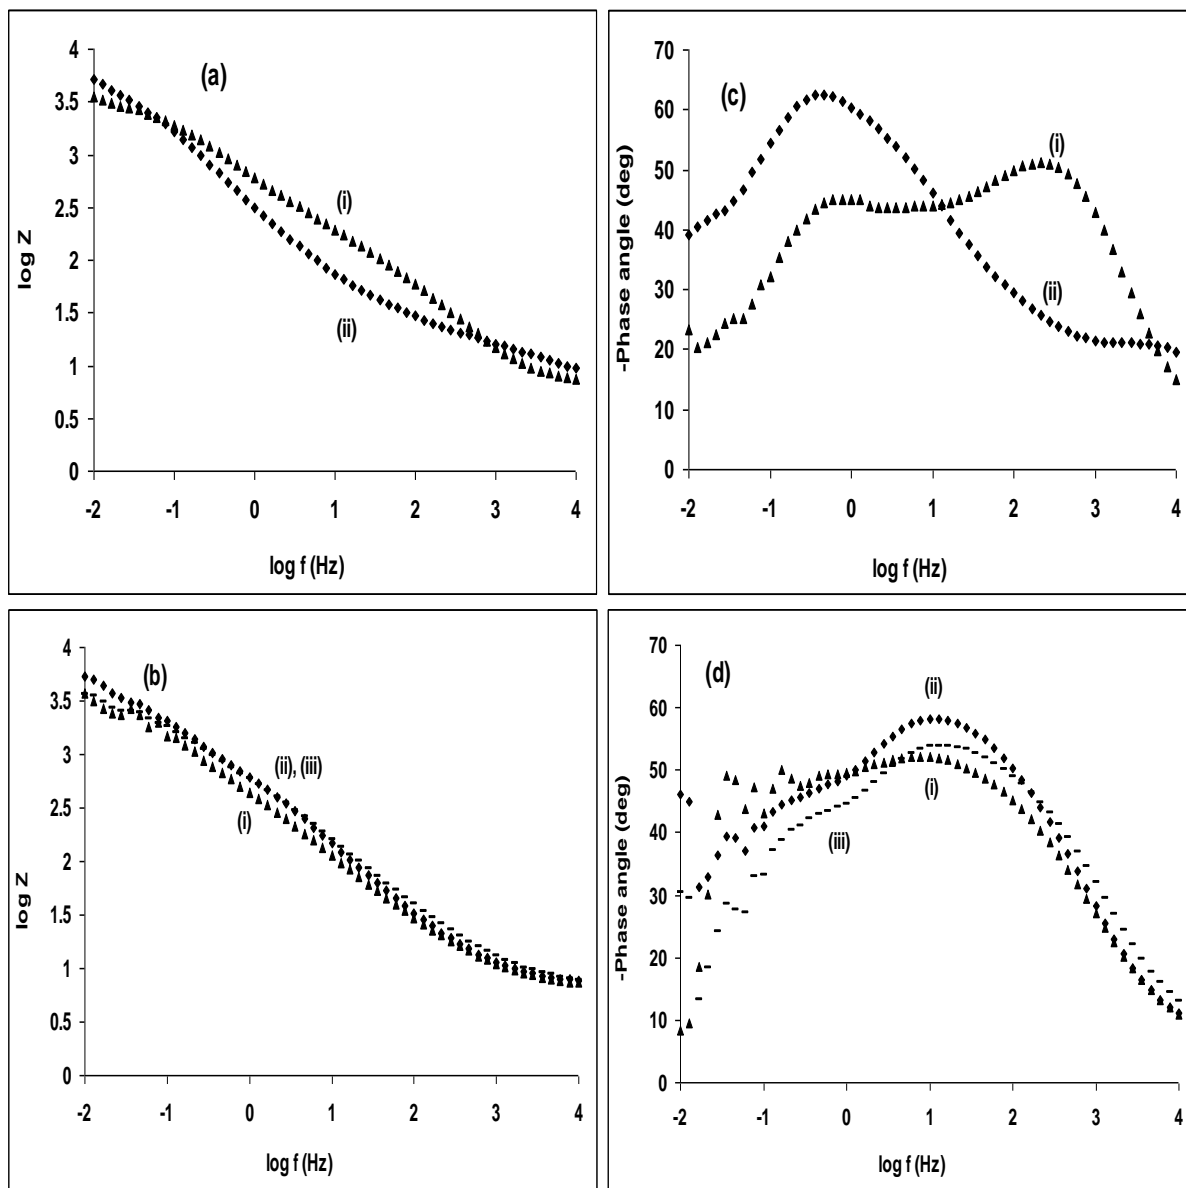 (a)
log Z
4
3.5
3
2.5
2
1.5
1
0.5
0
(i)
(ii)
-2 -1 0 1 2 3 4
log f (Hz)
(c)
-Phase angle (deg)
70
60
50
40
30
20
10
0
(i)
(ii)
-2 -1 0 1 2 3 4
log f (Hz)
(b)
log Z
4
3.5
3
2.5
2
1.5
1
0.5
0
(ii), (iii)
(i)
-2 -1 0 1 2 3 4
log f (Hz)
(d)
-Phase angle (deg)
70
60
50
40
30
20
10
0
(ii)
(i)
(iii)
-2 -1 0 1 2 3 4
log f (Hz)